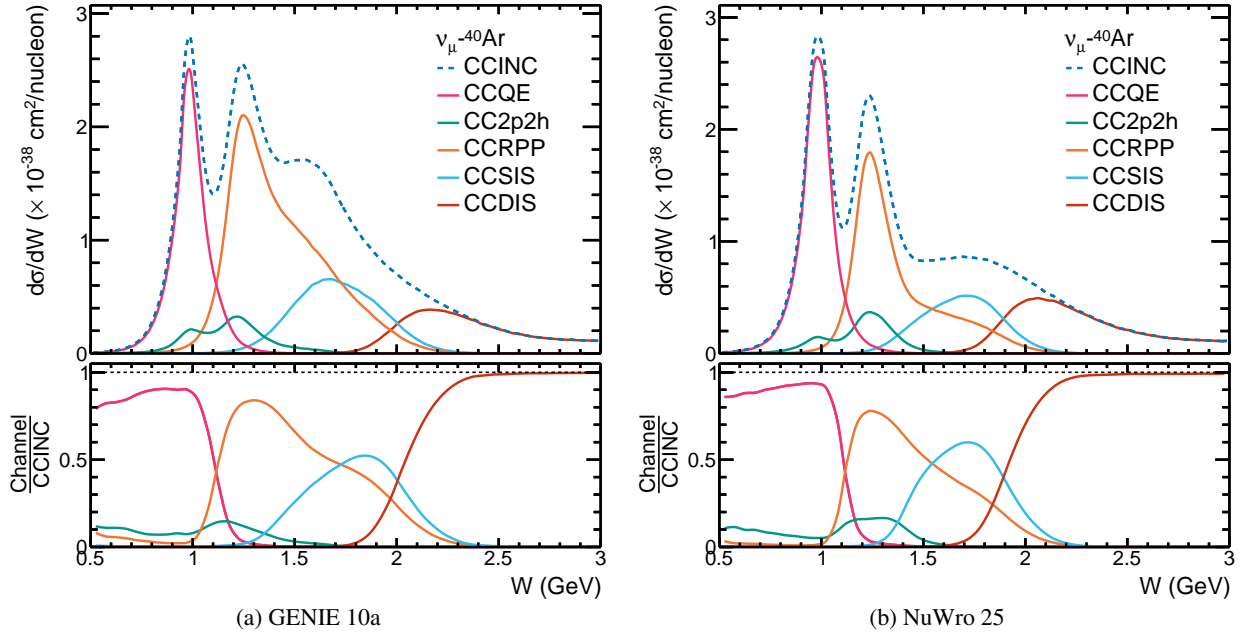 3
2
1
0
dσ/dW (× 10⁻³⁸ cm²/nucleon)
νμ-⁴⁰Ar
CCINC
CCQE
CC2p2h
CCRPP
CCSIS
CCDIS
1
0.5
0
Channel
CCINC
0.5 1 1.5 2 2.5 3
W (GeV)
(a) GENIE 10a
3
2
1
0
dσ/dW (× 10⁻³⁸ cm²/nucleon)
νμ-⁴⁰Ar
CCINC
CCQE
CC2p2h
CCRPP
CCSIS
CCDIS
1
0.5
0
Channel
CCINC
0.5 1 1.5 2 2.5 3
W (GeV)
(b) NuWro 25